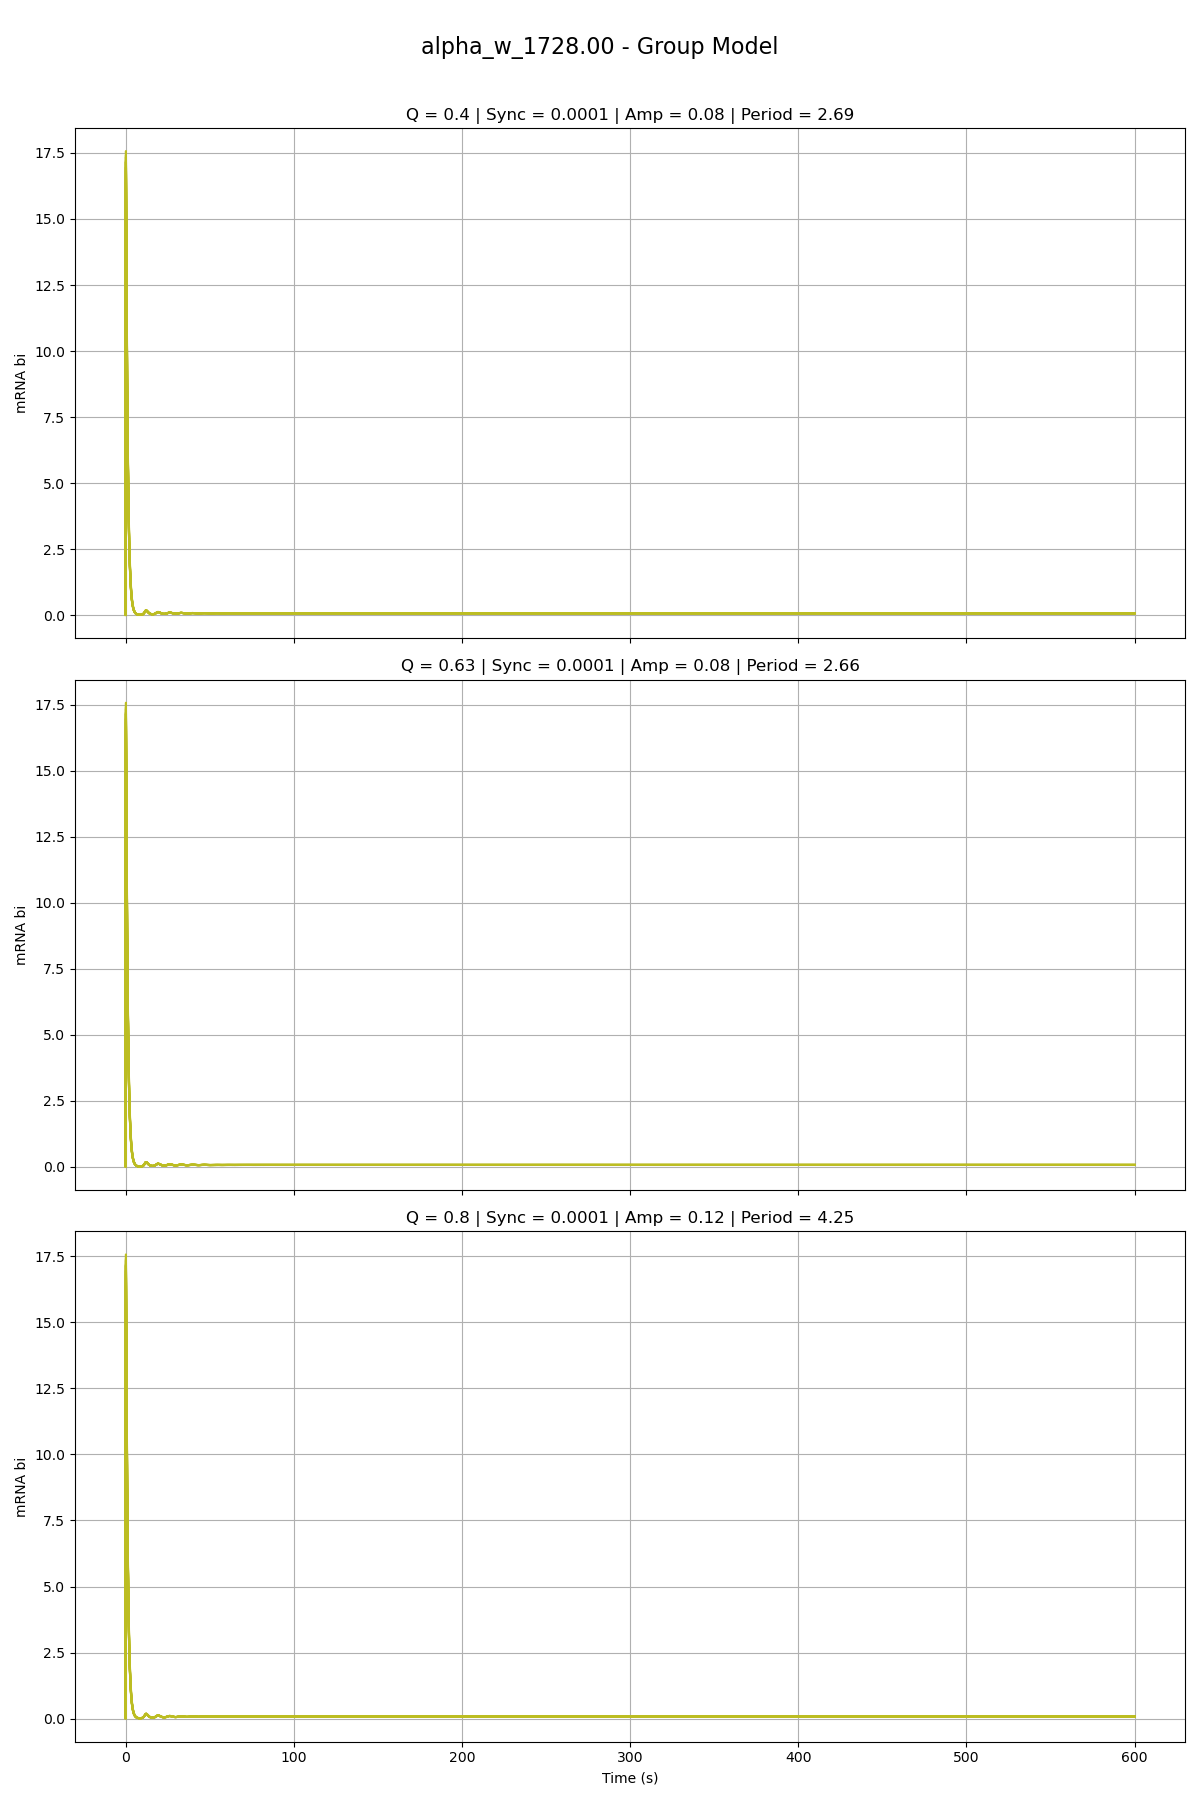 alpha_w_1728.00 - Group Model
Q = 0.4 | Sync = 0.0001 | Amp = 0.08 | Period = 2.69
17.5
15.0
12.5
10.0
7.5
5.0
2.5
0.0
mRNA bi
Q = 0.63 | Sync = 0.0001 | Amp = 0.08 | Period = 2.66
17.5
15.0
12.5
10.0
7.5
5.0
2.5
0.0
mRNA bi
Q = 0.8 | Sync = 0.0001 | Amp = 0.12 | Period = 4.25
17.5
15.0
12.5
10.0
7.5
5.0
2.5
0.0
mRNA bi
0 100 200 300 400 500 600
Time (s)